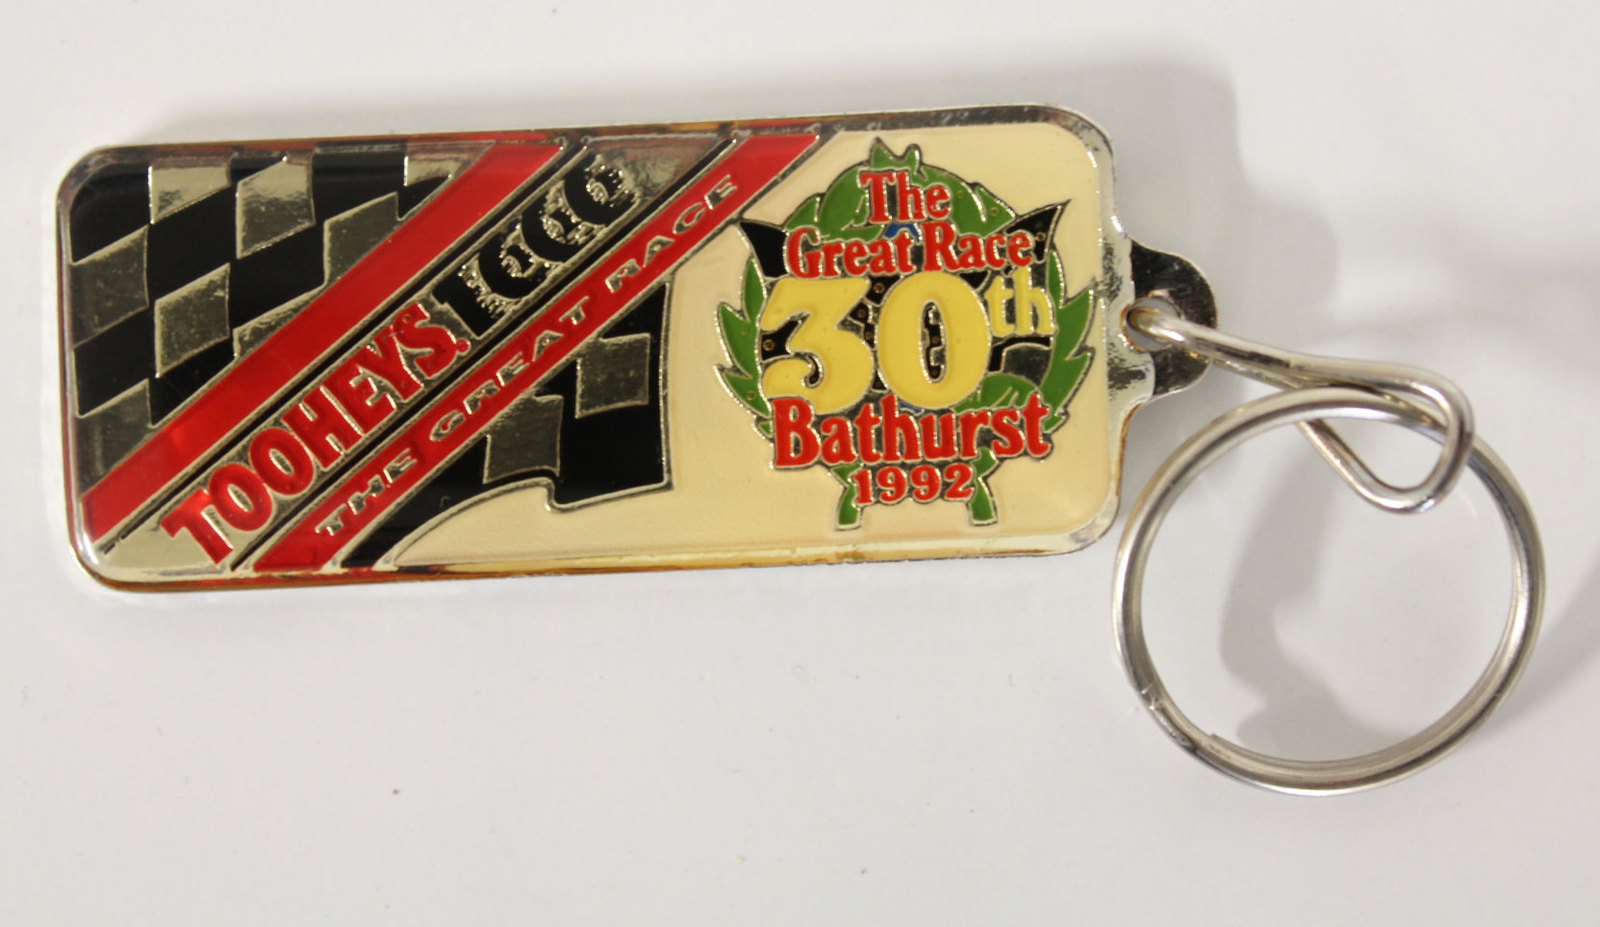 TOOHEYS. 1000
THE GREAT RACE
The
Great Race
30th
Bathurst
1992